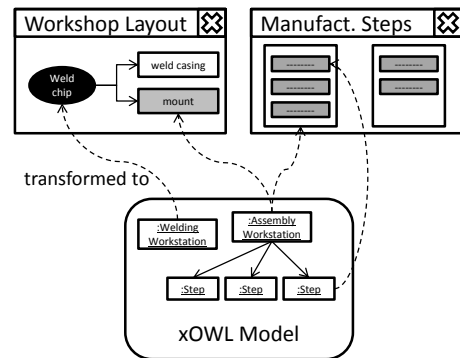 Workshop Layout
Manufact. Steps
Weld
chip
weld casing
mount
--------
--------
--------
--------
--------
transformed to
:Welding
Workstation
:Assembly
Workstation
:Step
:Step
:Step
xOWL Model